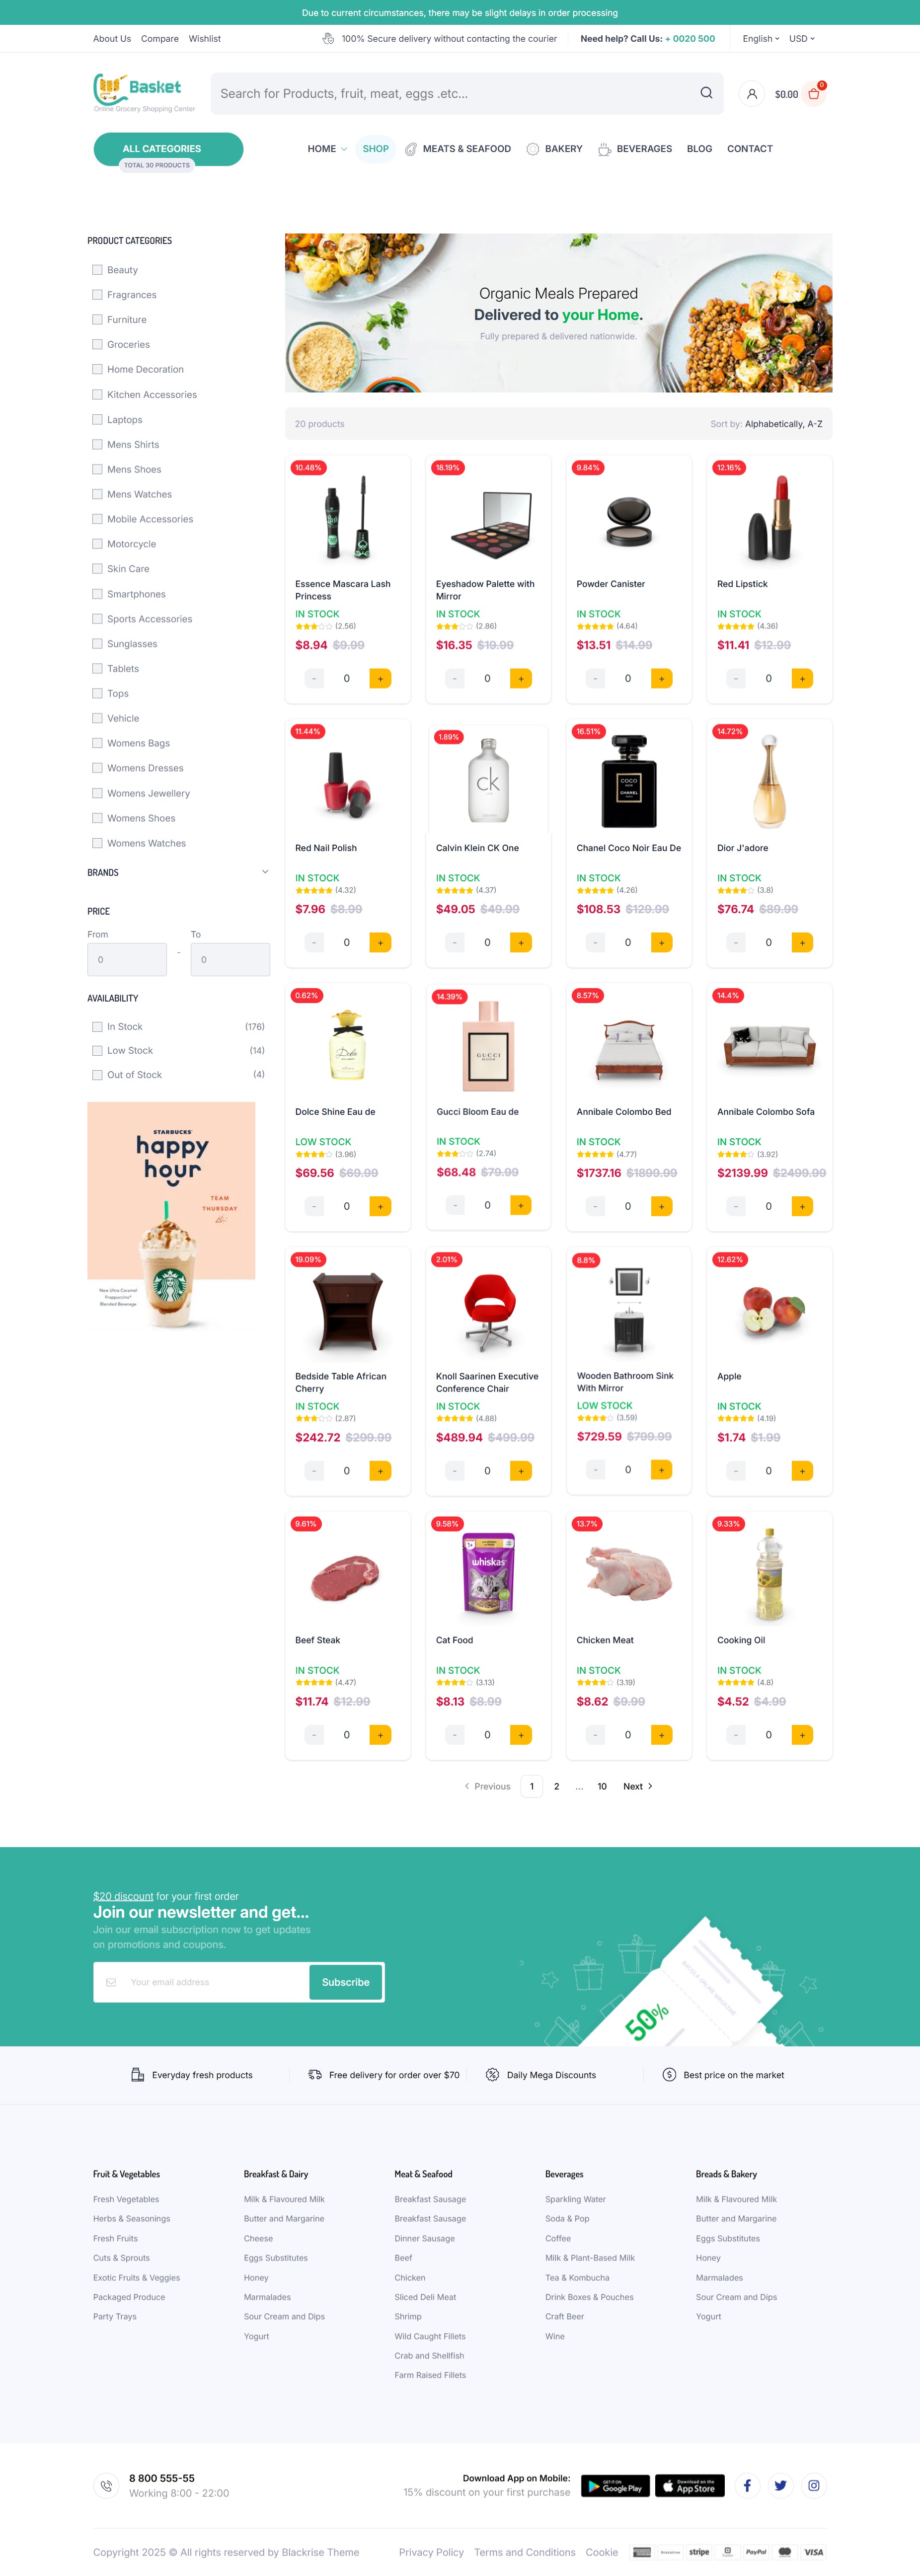 Due to current circumstances, there may be slight delays in order processing
About Us Compare Wishlist
100% Secure delivery without contacting the courier
Need help? Call Us: + 0020 500
English USD
Basket
Online Grocery Shopping Center
Search for Products, fruit, meat, eggs .etc...
$0.00
0
ALL CATEGORIES
TOTAL 30 PRODUCTS
HOME SHOP MEATS & SEAFOOD BAKERY BEVERAGES BLOG CONTACT
PRODUCT CATEGORIES
Beauty
Fragrances
Furniture
Groceries
Home Decoration
Kitchen Accessories
Laptops
Mens Shirts
Mens Shoes
Mens Watches
Mobile Accessories
Motorcycle
Skin Care
Smartphones
Sports Accessories
Sunglasses
Tablets
Tops
Vehicle
Womens Bags
Womens Dresses
Womens Jewellery
Womens Shoes
Womens Watches
BRANDS
PRICE
From To
0 - 0
AVAILABILITY
In Stock (176)
Low Stock (14)
Out of Stock (4)
STARBUCKS
happy
hour
TEAM
THURSDAY
New Ultra Caramel
Frappuccino
Blended Beverage
Organic Meals Prepared
Delivered to your Home.
Fully prepared & delivered nationwide.
20 products
Sort by: Alphabetically, A-Z
10.48%
Essence Mascara Lash
Princess
IN STOCK
(2.56)
$8.94 $9.99
- 0 +
18.19%
Eyeshadow Palette with
Mirror
IN STOCK
(2.86)
$16.35 $19.99
- 0 +
9.84%
Powder Canister
IN STOCK
(4.64)
$13.51 $14.99
- 0 +
12.16%
Red Lipstick
IN STOCK
(4.36)
$11.41 $12.99
- 0 +
11.44%
Red Nail Polish
IN STOCK
(4.32)
$7.96 $8.99
- 0 +
1.89%
ck
Calvin Klein CK One
IN STOCK
(4.37)
$49.05 $49.99
- 0 +
16.51%
COCO
NOIR
CHANEL
Chanel Coco Noir Eau De
IN STOCK
(4.26)
$108.53 $129.99
- 0 +
14.72%
Dior J'adore
IN STOCK
(3.8)
$76.74 $89.99
- 0 +
0.62%
Dolce
Dolce Shine Eau de
LOW STOCK
(3.96)
$69.56 $69.99
- 0 +
14.39%
GUCCI
BLOOM
Gucci Bloom Eau de
IN STOCK
(2.74)
$68.48 $79.99
- 0 +
8.57%
Annibale Colombo Bed
IN STOCK
(4.77)
$1737.16 $1899.99
- 0 +
14.4%
Annibale Colombo Sofa
IN STOCK
(3.92)
$2139.99 $2499.99
- 0 +
19.09%
Bedside Table African
Cherry
IN STOCK
(2.87)
$242.72 $299.99
- 0 +
2.01%
Knoll Saarinen Executive
Conference Chair
IN STOCK
(4.88)
$489.94 $499.99
- 0 +
8.8%
Wooden Bathroom Sink
With Mirror
LOW STOCK
(3.59)
$729.59 $799.99
- 0 +
12.62%
Apple
IN STOCK
(4.19)
$1.74 $1.99
- 0 +
9.61%
Beef Steak
IN STOCK
(4.47)
$11.74 $12.99
- 0 +
9.58%
whiskas
Cat Food
IN STOCK
(3.13)
$8.13 $8.99
- 0 +
13.7%
Chicken Meat
IN STOCK
(3.19)
$8.62 $9.99
- 0 +
9.33%
Cooking Oil
IN STOCK
(4.8)
$4.52 $4.99
- 0 +
Previous 1 2 ... 10 Next
$20 discount for your first order
Join our newsletter and get...
Join our email subscription now to get updates
on promotions and coupons.
Your email address
Subscribe
50%
Everyday fresh products
Free delivery for order over $70
Daily Mega Discounts
Best price on the market
Fruit & Vegetables
Fresh Vegetables
Herbs & Seasonings
Fresh Fruits
Cuts & Sprouts
Exotic Fruits & Veggies
Packaged Produce
Party Trays
Breakfast & Dairy
Milk & Flavoured Milk
Butter and Margarine
Cheese
Eggs Substitutes
Honey
Marmalades
Sour Cream and Dips
Yogurt
Meat & Seafood
Breakfast Sausage
Breakfast Sausage
Dinner Sausage
Beef
Chicken
Sliced Deli Meat
Shrimp
Wild Caught Fillets
Crab and Shellfish
Farm Raised Fillets
Beverages
Sparkling Water
Soda & Pop
Coffee
Milk & Plant-Based Milk
Tea & Kombucha
Drink Boxes & Pouches
Craft Beer
Wine
Breads & Bakery
Milk & Flavoured Milk
Butter and Margarine
Eggs Substitutes
Honey
Marmalades
Sour Cream and Dips
Yogurt
8 800 555-55
Working 8:00 - 22:00
Download App on Mobile:
15% discount on your first purchase
GET IT ON
Google Play
Download on the
App Store
Copyright 2025 © All rights reserved by Blackrise Theme
Privacy Policy Terms and Conditions Cookie
stripe
PayPal
VISA